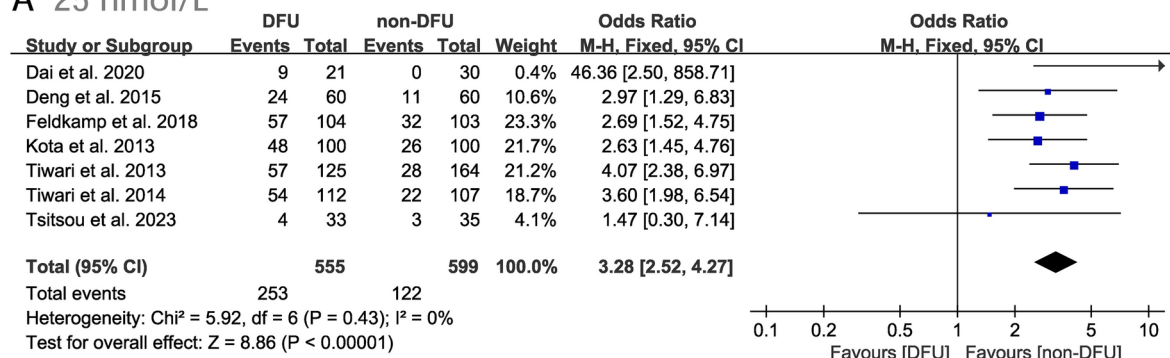 A 25 nmol/L
DFU non-DFU Odds Ratio Odds Ratio
Study or Subgroup Events Total Events Total Weight M-H, Fixed, 95% CI M-H, Fixed, 95% CI
Dai et al. 2020 9 21 0 30 0.4% 46.36 [2.50, 858.71]
Deng et al. 2015 24 60 11 60 10.6% 2.97 [1.29, 6.83]
Feldkamp et al. 2018 57 104 32 103 23.3% 2.69 [1.52, 4.75]
Kota et al. 2013 48 100 26 100 21.7% 2.63 [1.45, 4.76]
Tiwari et al. 2013 57 125 28 164 21.2% 4.07 [2.38, 6.97]
Tiwari et al. 2014 54 112 22 107 18.7% 3.60 [1.98, 6.54]
Tsitsou et al. 2023 4 33 3 35 4.1% 1.47 [0.30, 7.14]
Total (95% CI) 555 599 100.0% 3.28 [2.52, 4.27]
Total events 253 122
Heterogeneity: Chi² = 5.92, df = 6 (P = 0.43); I² = 0%
Test for overall effect: Z = 8.86 (P < 0.00001)
0.1 0.2 0.5 1 2 5 10
Favours [DFU] Favours [non-DFU]